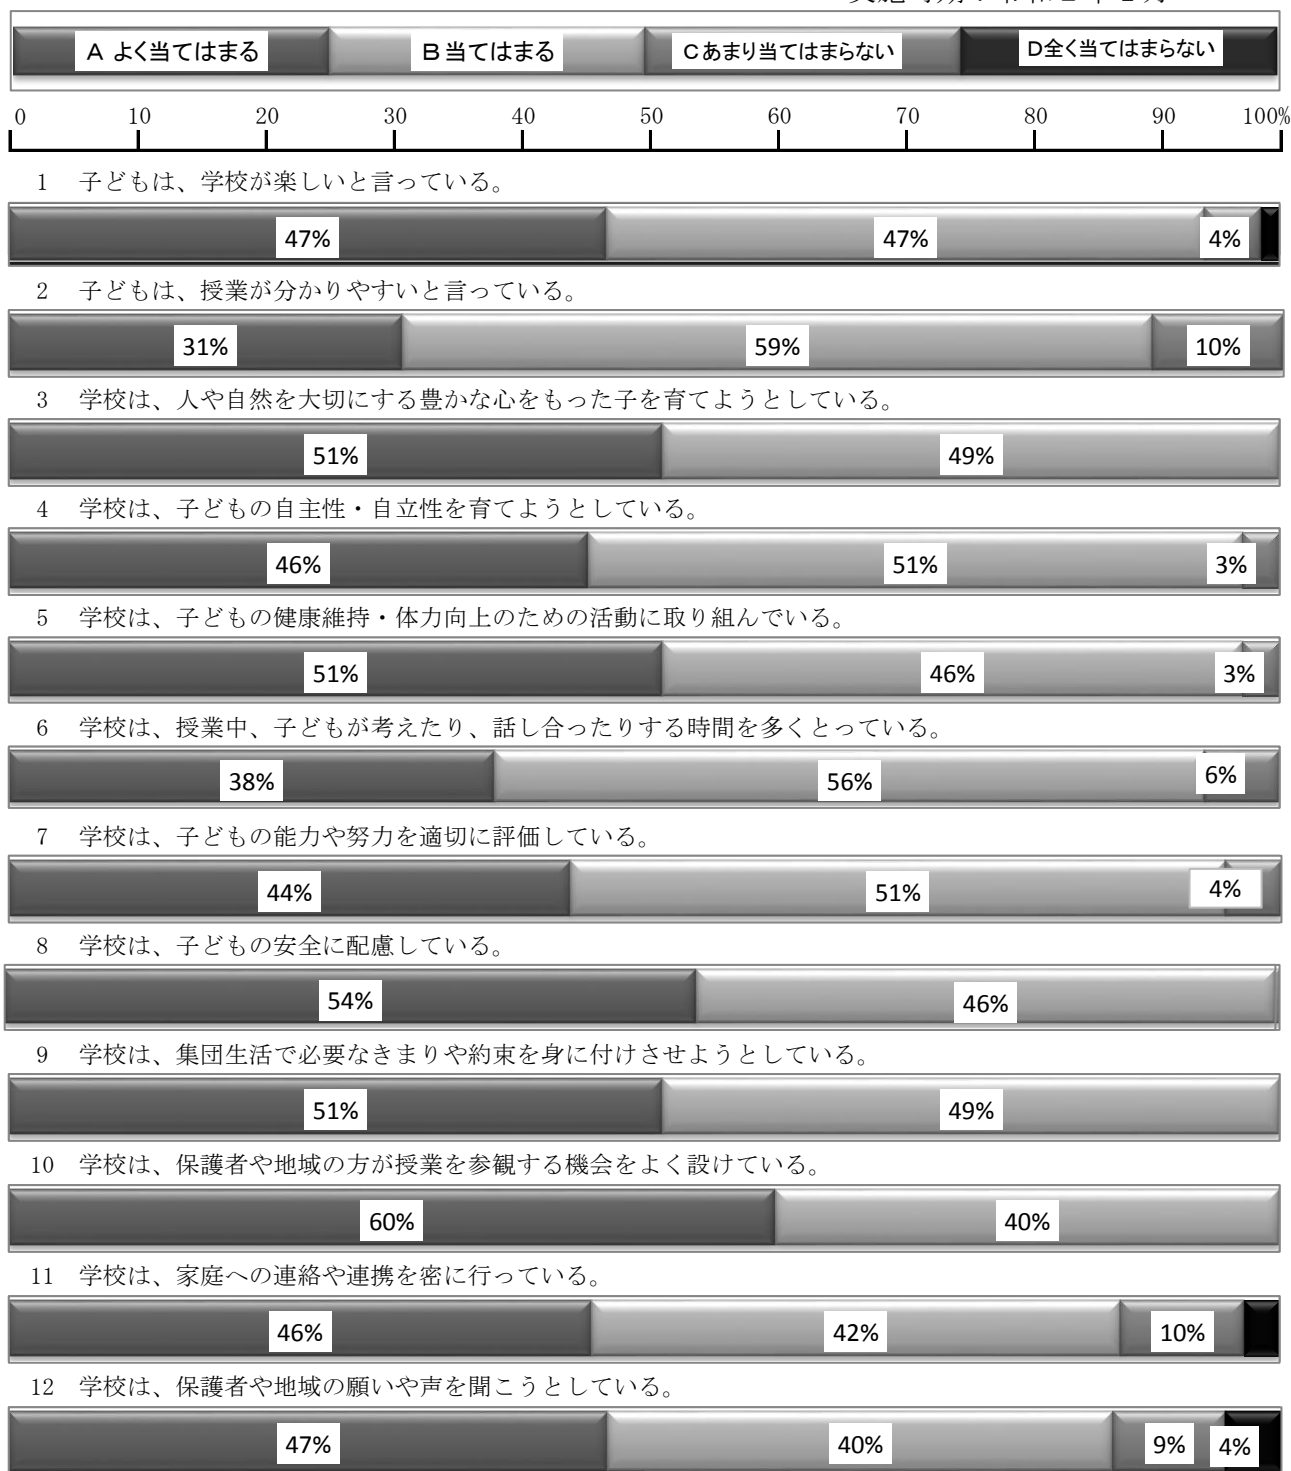 A よく当てはまる B当てはまる Cあまり当てはまらない D全く当てはまらない
0 10 20 30 40 50 60 70 80 90 100%
1 子どもは、学校が楽しいと言っている。
47% 47% 4%
2 子どもは、授業が分かりやすいと言っている。
31% 59% 10%
3 学校は、人や自然を大切にする豊かな心をもった子を育てようとしている。
51% 49%
4 学校は、子どもの自主性・自立性を育てようとしている。
46% 51% 3%
5 学校は、子どもの健康維持・体力向上のための活動に取り組んでいる。
51% 46% 3%
6 学校は、授業中、子どもが考えたり、話し合ったりする時間を多くとっている。
38% 56% 6%
7 学校は、子どもの能力や努力を適切に評価している。
44% 51% 4%
8 学校は、子どもの安全に配慮している。
54% 46%
9 学校は、集団生活で必要なきまりや約束を身に付けさせようとしている。
51% 49%
10 学校は、保護者や地域の方が授業を参観する機会をよく設けている。
60% 40%
11 学校は、家庭への連絡や連携を密に行っている。
46% 42% 10%
12 学校は、保護者や地域の願いや声を聞こうとしている。
47% 40% 9% 4%